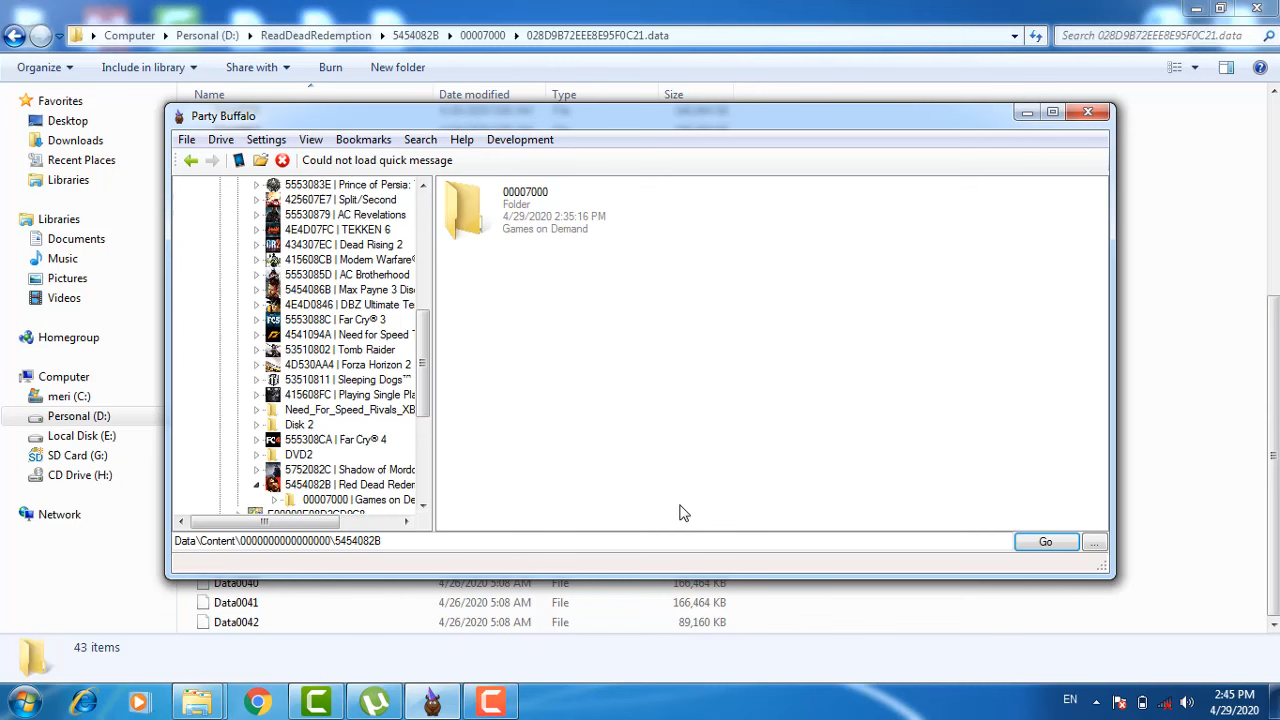 Computer Personal (D:) ReadDeadRedemption 5454082B 00007000 028D9B72EEE8E95F0C21.data Search 028D9B72EEE8E95F0C21.data
Organize Include in library Share with Burn New folder
Name Date modified Type Size
Favorites
Desktop
Downloads
Recent Places
Libraries
Libraries
Documents
Music
Pictures
Videos
Homegroup
Computer
meri (C:)
Personal (D:)
Local Disk (E:)
SD Card (G:)
CD Drive (H:)
Network
Party Buffalo
File Drive Settings View Bookmarks Search Help Development
Could not load quick message
5553083E | Prince of Persia:
425607E7 | Split/Second
55530879 | AC Revelations
4E4D07FC | TEKKEN 6
434307EC | Dead Rising 2
415608CB | Modern Warfare®
5553085D | AC Brotherhood
5454086B | Max Payne 3 Dis
4E4D0846 | DBZ Ultimate Te
5553088C | Far Cry® 3
4541094A | Need for Speed
53510802 | Tomb Raider
4D530AA4 | Forza Horizon 2
53510811 | Sleeping Dogs™
415608FC | Playing Single Pla
Need_For_Speed_Rivals_XB
Disk 2
555308CA | Far Cry® 4
DVD2
5752082C | Shadow of Mordo
5454082B | Red Dead Reden
00007000 | Games on De
00007000
Folder
4/29/2020 2:35:16 PM
Games on Demand
Data\Content\0000000000000000\5454082B Go ...
Data0040 4/26/2020 5:08 AM File 166,464 KB
Data0041 4/26/2020 5:08 AM File 166,464 KB
Data0042 4/26/2020 5:08 AM File 89,160 KB
43 items
EN
2:45 PM
4/29/2020